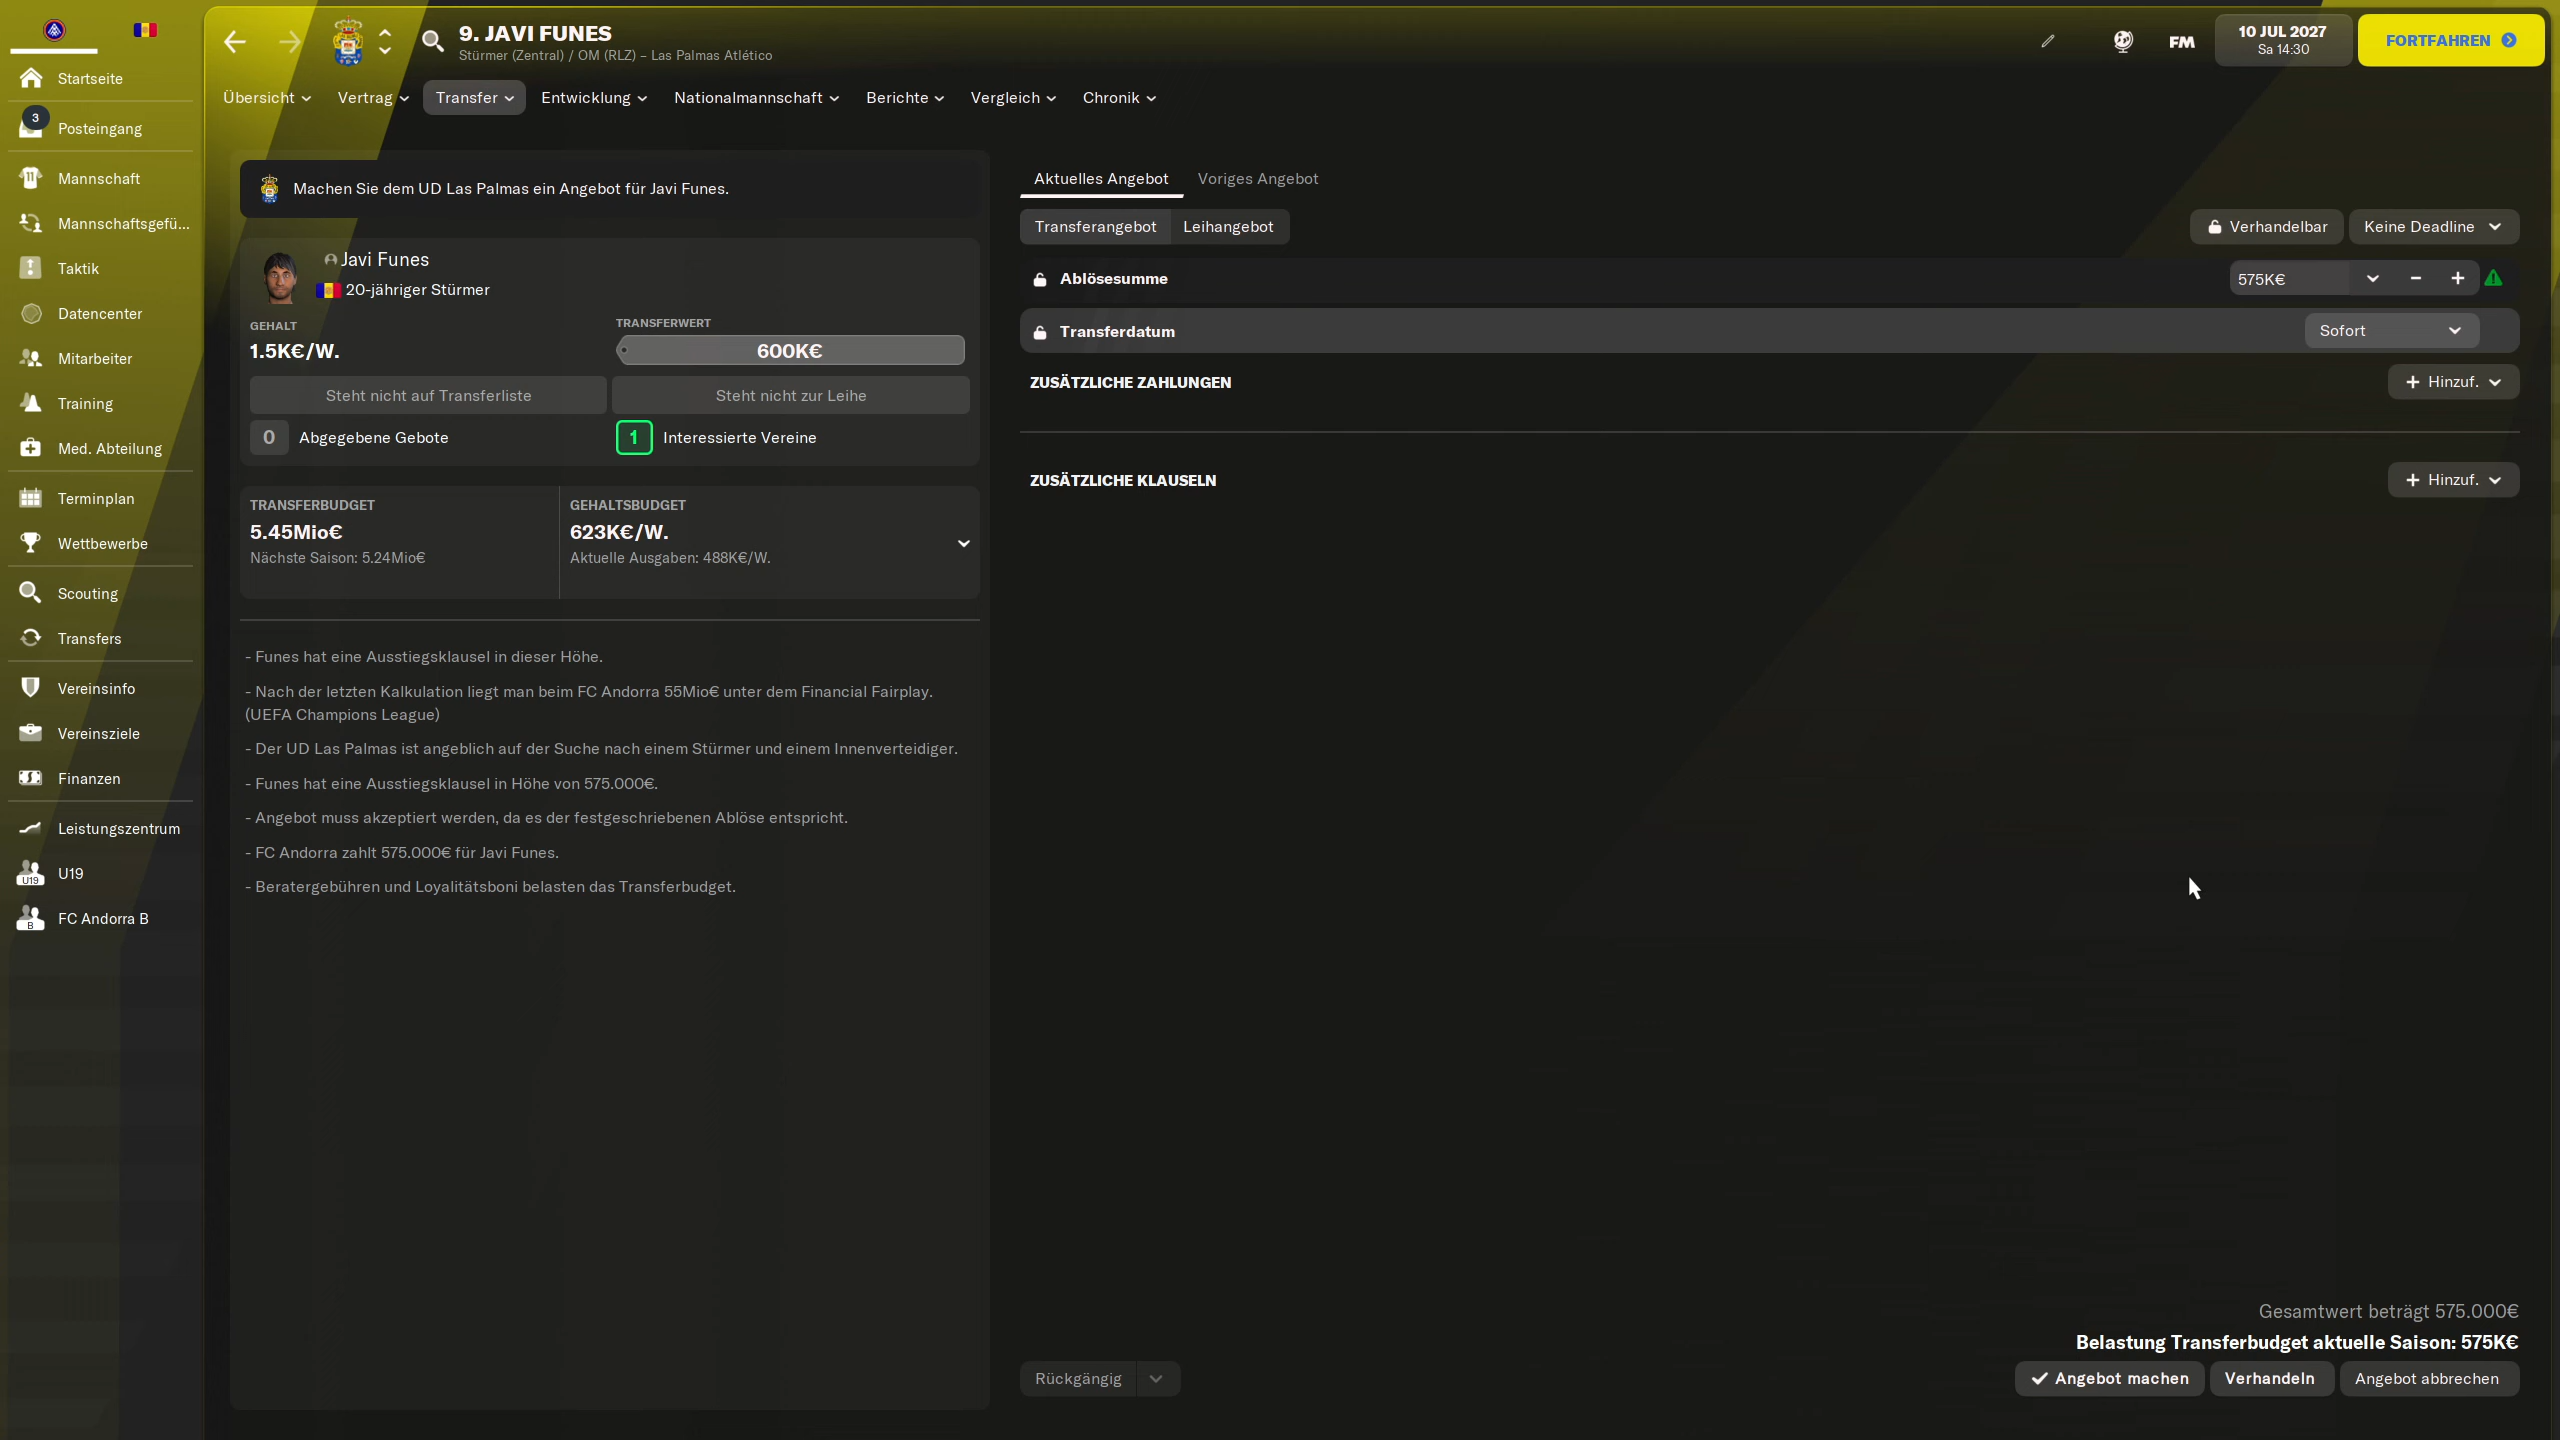 9. JAVI FUNES
Stürmer (Zentral) / OM (RLZ) – Las Palmas Atlético
FM
10 JUL 2027
Sa 14:30
FORTFAHREN
Startseite
3
Posteingang
11
Mannschaft
Mannschaftsgefü...
Taktik
Datencenter
Mitarbeiter
Training
Med. Abteilung
Terminplan
Wettbewerbe
Scouting
Transfers
Vereinsinfo
Vereinsziele
Finanzen
Leistungszentrum
U19
U19
B
FC Andorra B
Übersicht
Vertrag
Transfer
Entwicklung
Nationalmannschaft
Berichte
Vergleich
Chronik
Machen Sie dem UD Las Palmas ein Angebot für Javi Funes.
Javi Funes
20-jähriger Stürmer
GEHALT
1.5K€/W.
TRANSFERWERT
600K€
Steht nicht auf Transferliste
Steht nicht zur Leihe
0 Abgegebene Gebote
1 Interessierte Vereine
TRANSFERBUDGET
5.45Mio€
Nächste Saison: 5.24Mio€
GEHALTSBUDGET
623K€/W.
Aktuelle Ausgaben: 488K€/W.
- Funes hat eine Ausstiegsklausel in dieser Höhe.
- Nach der letzten Kalkulation liegt man beim FC Andorra 55Mio€ unter dem Financial Fairplay.
(UEFA Champions League)
- Der UD Las Palmas ist angeblich auf der Suche nach einem Stürmer und einem Innenverteidiger.
- Funes hat eine Ausstiegsklausel in Höhe von 575.000€.
- Angebot muss akzeptiert werden, da es der festgeschriebenen Ablöse entspricht.
- FC Andorra zahlt 575.000€ für Javi Funes.
- Beratergebühren und Loyalitätsboni belasten das Transferbudget.
Aktuelles Angebot
Voriges Angebot
Transferangebot
Leihangebot
Verhandelbar
Keine Deadline
Ablösesumme
575K€
Transferdatum
Sofort
ZUSÄTZLICHE ZAHLUNGEN
Hinzuf.
ZUSÄTZLICHE KLAUSELN
Hinzuf.
Gesamtwert beträgt 575.000€
Belastung Transferbudget aktuelle Saison: 575K€
Rückgängig
Angebot machen
Verhandeln
Angebot abbrechen